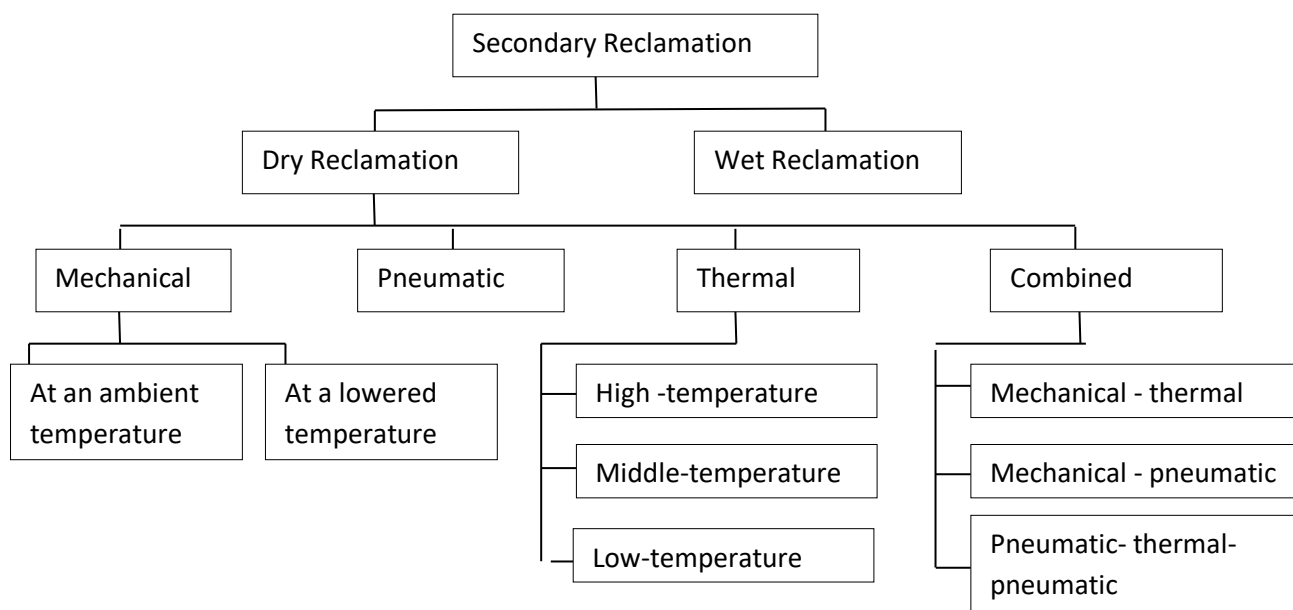 Secondary Reclamation
Dry Reclamation
Wet Reclamation
Mechanical
Pneumatic
Thermal
Combined
At an ambient
temperature
At a lowered
temperature
High -temperature
Middle-temperature
Low-temperature
Mechanical - thermal
Mechanical - pneumatic
Pneumatic- thermal-
pneumatic